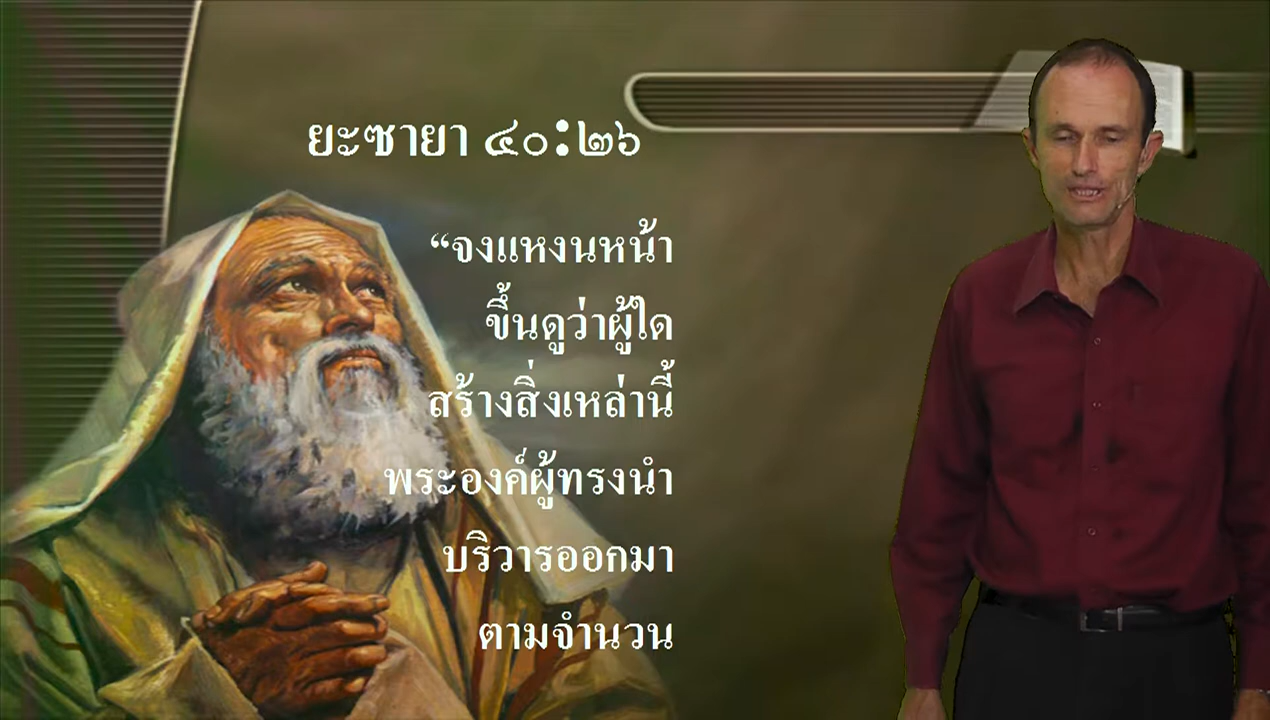 ยะซายา ๔๐:๒๖
“จงแหงนหน้า
ขึ้นดูว่าผู้ใด
สร้างสิ่งเหล่านี้
พระองค์ผู้ทรงนำ
บริวารออกมา
ตามจำนวน